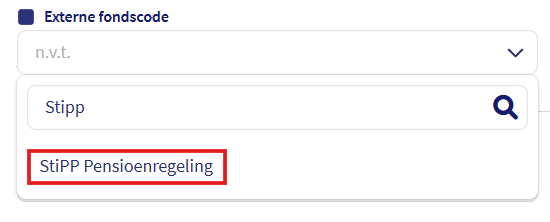 Externe fondscode
n.v.t.
Stipp
StiPP Pensioenregeling